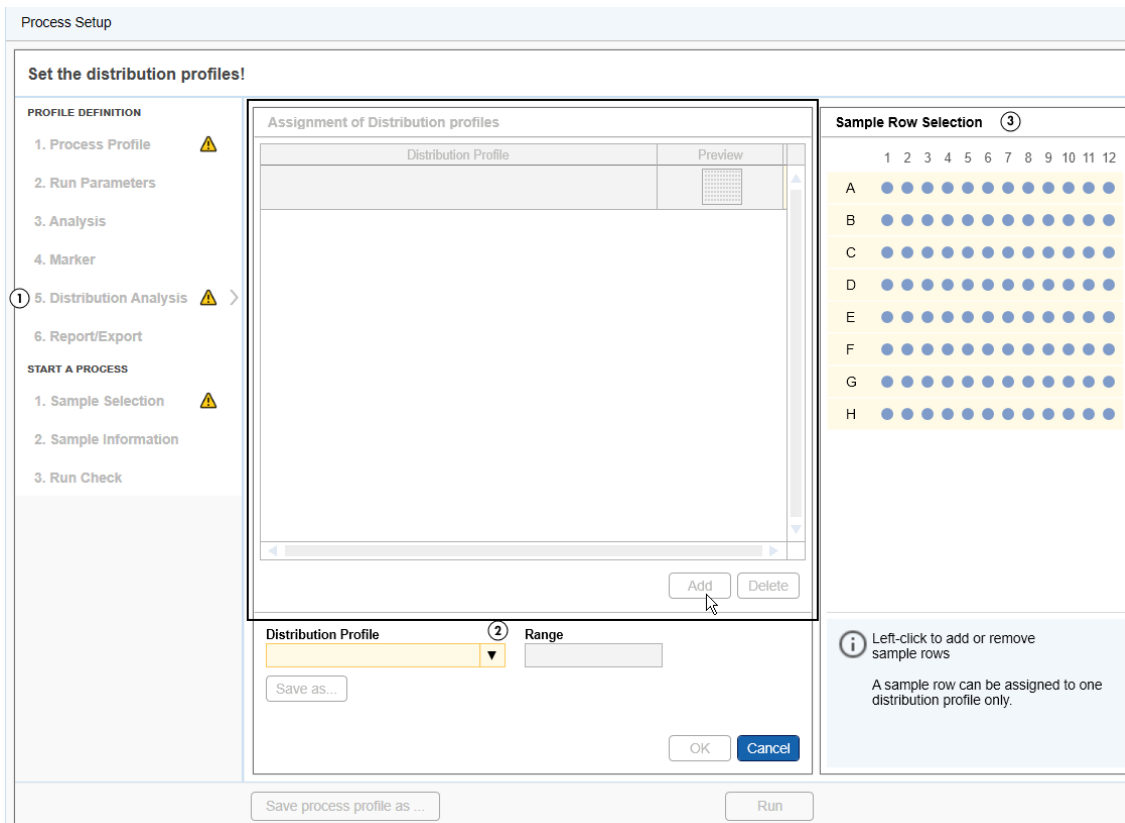 Process Setup
Set the distribution profiles!
PROFILE DEFINITION
1. Process Profile
2. Run Parameters
3. Analysis
4. Marker
1 5. Distribution Analysis
6. Report/Export
START A PROCESS
1. Sample Selection
2. Sample Information
3. Run Check
Assignment of Distribution profiles
Distribution Profile Preview
Add Delete
Distribution Profile 2 Range
Save as...
OK Cancel
Sample Row Selection 3
1 2 3 4 5 6 7 8 9 10 11 12
A
B
C
D
E
F
G
H
i Left-click to add or remove
sample rows
A sample row can be assigned to one
distribution profile only.
Save process profile as ... Run